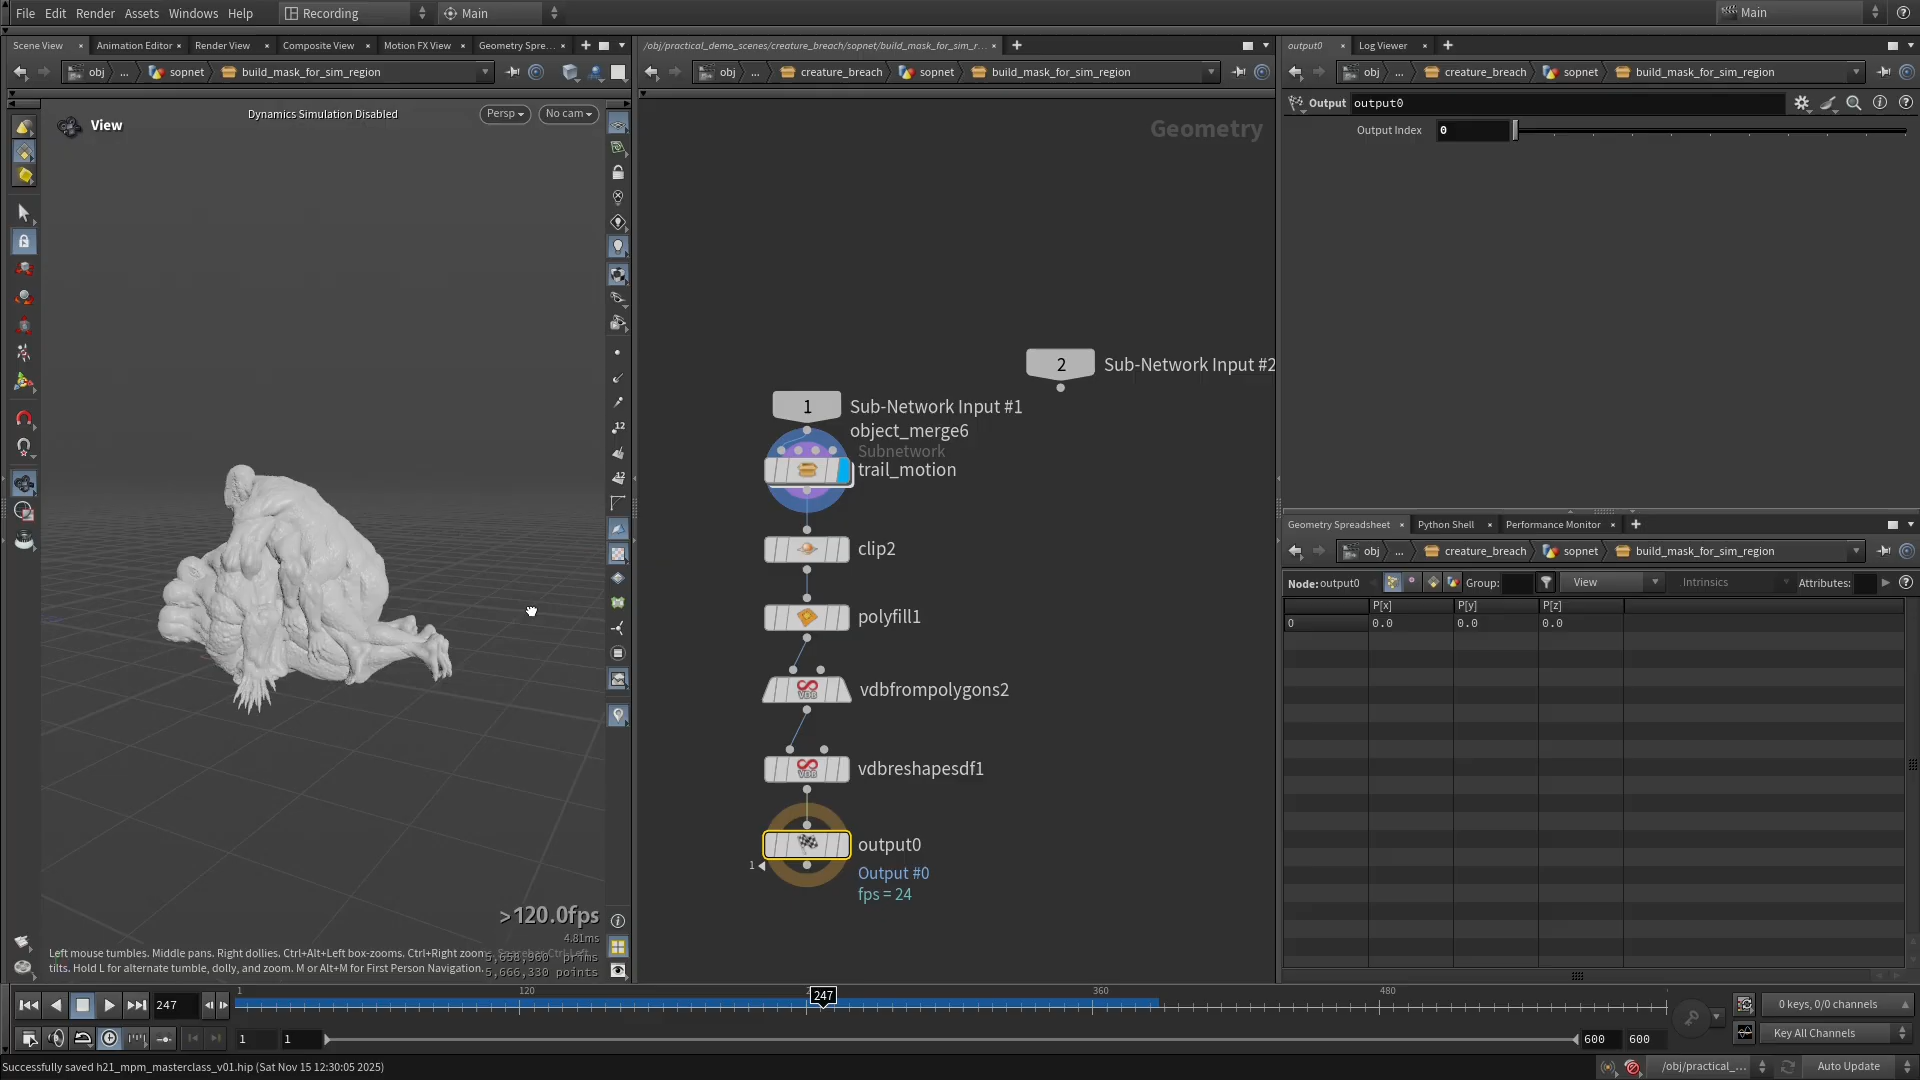 File Edit Render Assets Windows Help Recording Main Main
Scene View Animation Editor Render View Composite View Motion FX View Geometry Spre...
obj ... sopnet build_mask_for_sim_region
View
Dynamics Simulation Disabled
Persp No cam
>120.0fps
4.81ms
Left mouse tumbles. Middle pans. Right dollies. Ctrl+Alt+Left box-zooms. Ctrl+Right zoom
tilts. Hold L for alternate tumble, dolly, and zoom. M or Alt+M for First Person Navigation.
5,666,330 points
/obj/practical_demo_scenes/creature_breach/sopnet/build_mask_for_sim_r...
obj ... creature_breach sopnet build_mask_for_sim_region
Geometry
2 Sub-Network Input #2
1 Sub-Network Input #1
object_merge6
Subnetwork
trail_motion
clip2
polyfill1
vdbfrompolygons2
vdbreshapesdf1
output0
1
Output #0
fps = 24
output0 Log Viewer
obj ... creature_breach sopnet build_mask_for_sim_region
Output output0
Output Index 0
Geometry Spreadsheet Python Shell Performance Monitor
obj ... creature_breach sopnet build_mask_for_sim_region
Node: output0 Group: View Intrinsics Attributes:
P[x] P[y] P[z]
0 0.0 0.0 0.0
247 1 120 247 360 480
0 keys, 0/0 channels
1 1 600 600
Key All Channels
Successfully saved h21_mpm_masterclass_v01.hip (Sat Nov 15 12:30:05 2025)
/obj/practical_... Auto Update